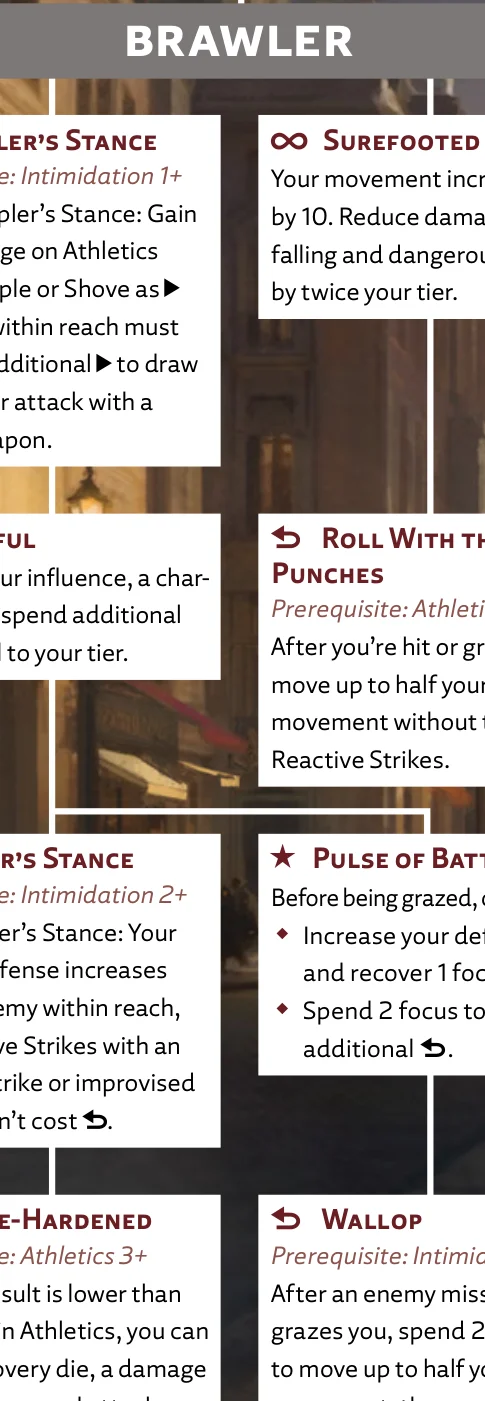 BRAWLER
LER'S STANCE
e: Intimidation 1+
pler's Stance: Gain
ge on Athletics
ple or Shove as ▶
within reach must
dditional ▶ to draw
r attack with a
apon.
∞ SUREFOOTED
Your movement incr
by 10. Reduce dama
falling and dangerou
by twice your tier.
FUL
ur influence, a char-
spend additional
l to your tier.
ROLL WITH TH
PUNCHES
Prerequisite: Athleti
After you're hit or gr
move up to half your
movement without t
Reactive Strikes.
R'S STANCE
e: Intimidation 2+
er's Stance: Your
fense increases
emy within reach,
ve Strikes with an
trike or improvised
n't cost ⮌.
★ PULSE OF BATT
Before being grazed, c
◆ Increase your def
and recover 1 foc
◆ Spend 2 focus to
additional ⮌.
E-HARDENED
e: Athletics 3+
sult is lower than
in Athletics, you can
overy die, a damage
WALLOP
Prerequisite: Intimid
After an enemy miss
grazes you, spend 2
to move up to half yo